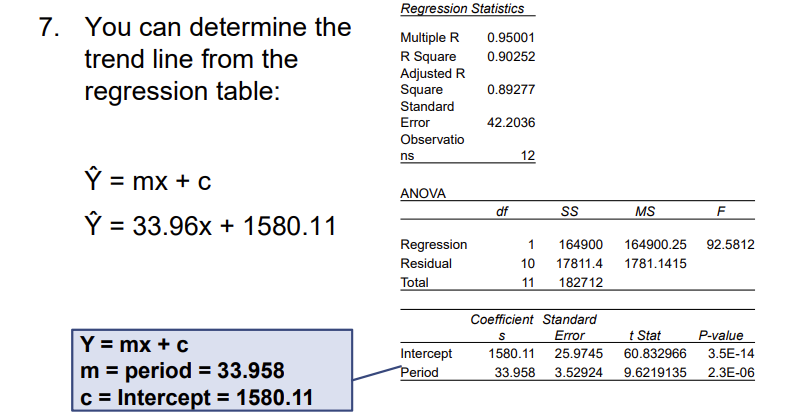 7. You can determine the
trend line from the
regression table:
Ŷ = mx + c
Ŷ = 33.96x + 1580.11
Y = mx + c
m = period = 33.958
c = Intercept = 1580.11
Regression Statistics
Multiple R 0.95001
R Square 0.90252
Adjusted R
Square 0.89277
Standard
Error 42.2036
Observatio
ns 12
ANOVA
df SS MS F
Regression 1 164900 164900.25 92.5812
Residual 10 17811.4 1781.1415
Total 11 182712
Coefficient Standard
s Error t Stat P-value
Intercept 1580.11 25.9745 60.832966 3.5E-14
Period 33.958 3.52924 9.6219135 2.3E-06